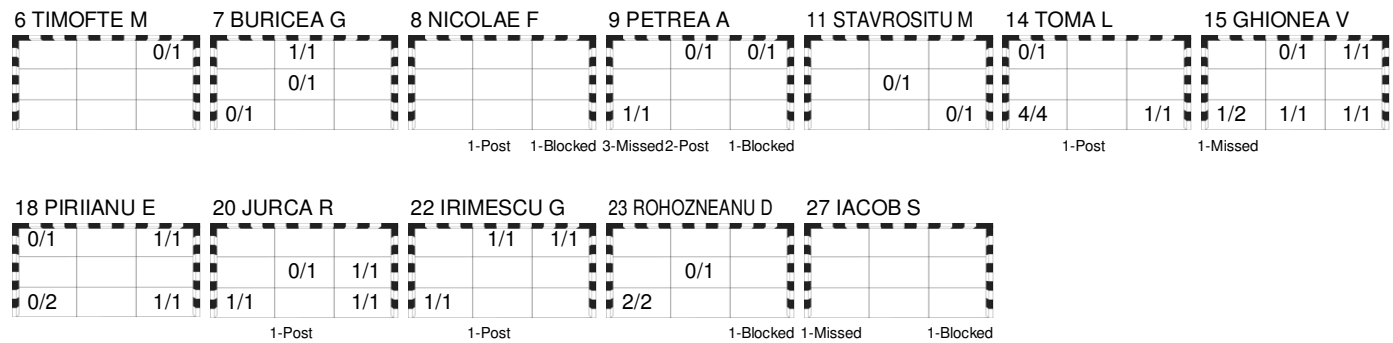 6 TIMOFTE M 7 BURICEA G 8 NICOLAE F 9 PETREA A 11 STAVROSITU M 14 TOMA L 15 GHIONEA V
0/1 1/1 0/1 0/1 0/1 0/1 1/1
0/1 0/1
0/1 1/1 0/1 4/4 1/1 1/2 1/1 1/1
1-Post 1-Blocked 3-Missed 2-Post 1-Blocked 1-Post 1-Missed
18 PIRIIANU E 20 JURCA R 22 IRIMESCU G 23 ROHOZNEANU D 27 IACOB S
0/1 1/1 1/1 1/1
0/1 1/1 0/1
0/2 1/1 1/1 1/1 1/1 2/2
1-Post 1-Post 1-Blocked 1-Missed 1-Blocked